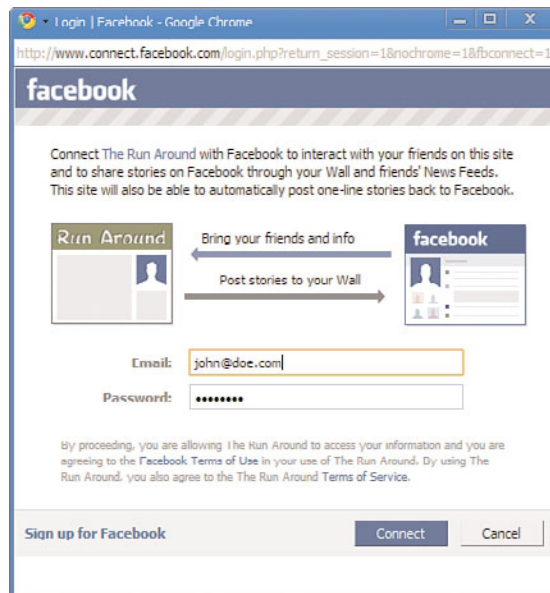 Login | Facebook - Google Chrome
http://www.connect.facebook.com/login.php?return_session=1&nochrome=1&fbconnect=1
facebook
Connect The Run Around with Facebook to interact with your friends on this site
and to share stories on Facebook through your Wall and friends' News Feeds.
This site will also be able to automatically post one-line stories back to Facebook.
Run Around
Bring your friends and info
facebook
Post stories to your Wall
Email: john@doe.com
Password: ••••••••
By proceeding, you are allowing The Run Around to access your information and you are
agreeing to the Facebook Terms of Use in your use of The Run Around. By using The
Run Around, you also agree to the The Run Around Terms of Service.
Sign up for Facebook
Connect
Cancel